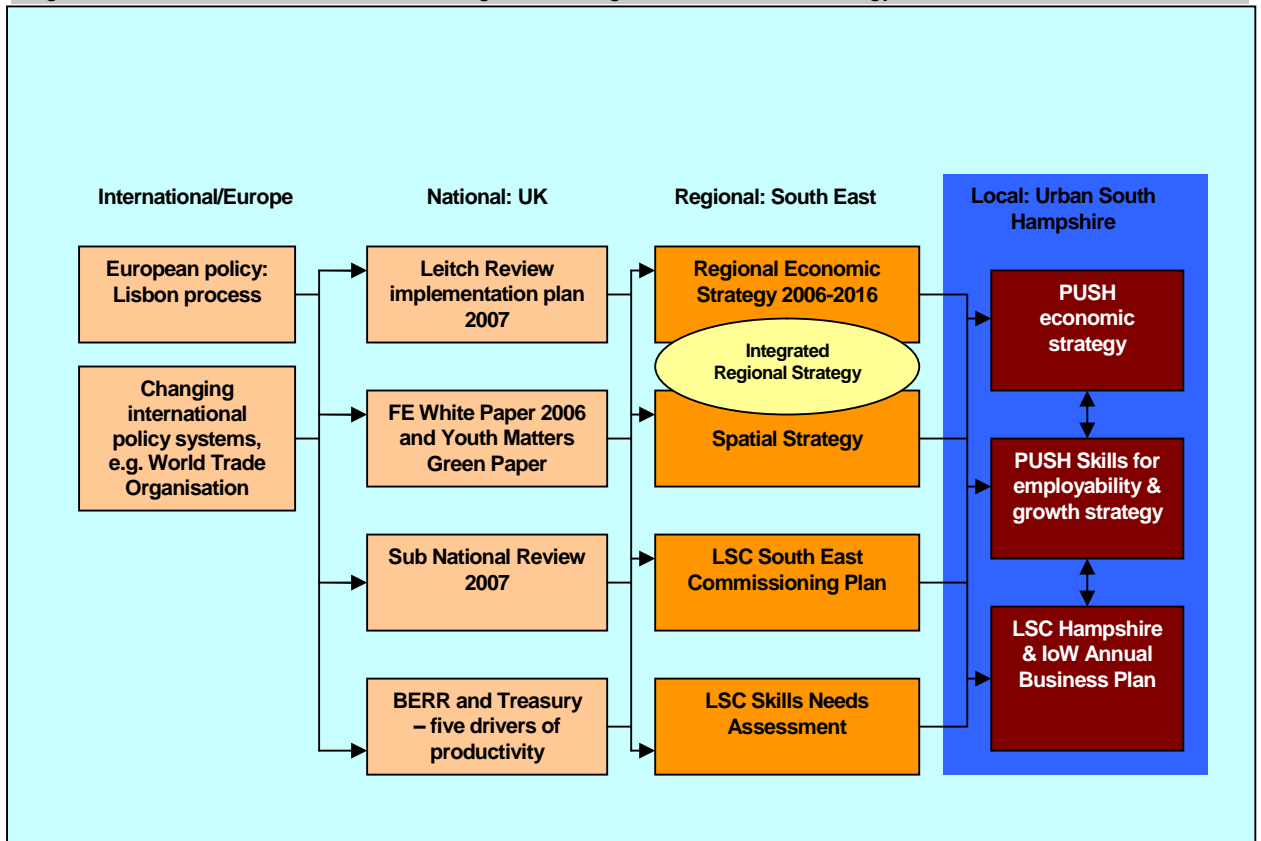 International/Europe
National: UK
Regional: South East
Local: Urban South
Hampshire
European policy:
Lisbon process
Changing
international
policy systems,
e.g. World Trade
Organisation
Leitch Review
implementation plan
2007
FE White Paper 2006
and Youth Matters
Green Paper
Sub National Review
2007
BERR and Treasury
– five drivers of
productivity
Regional Economic
Strategy 2006-2016
Integrated
Regional Strategy
Spatial Strategy
LSC South East
Commissioning Plan
LSC Skills Needs
Assessment
PUSH
economic
strategy
PUSH Skills for
employability &
growth strategy
LSC Hampshire
& IoW Annual
Business Plan